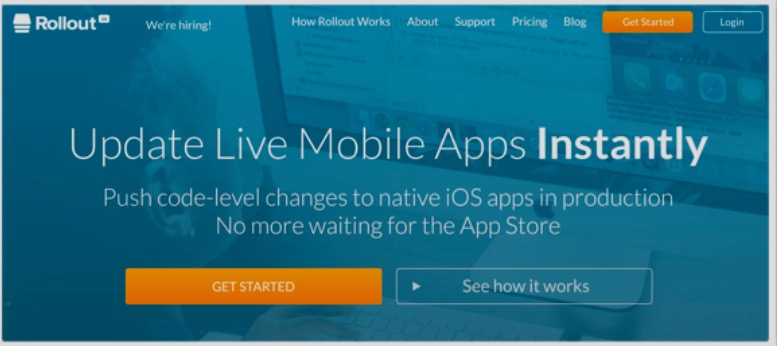 Rollout
We're hiring!
How Rollout Works
About
Support
Pricing
Blog
Get Started
Login
Update Live Mobile Apps Instantly
Push code-level changes to native iOS apps in production
No more waiting for the App Store
GET STARTED
See how it works